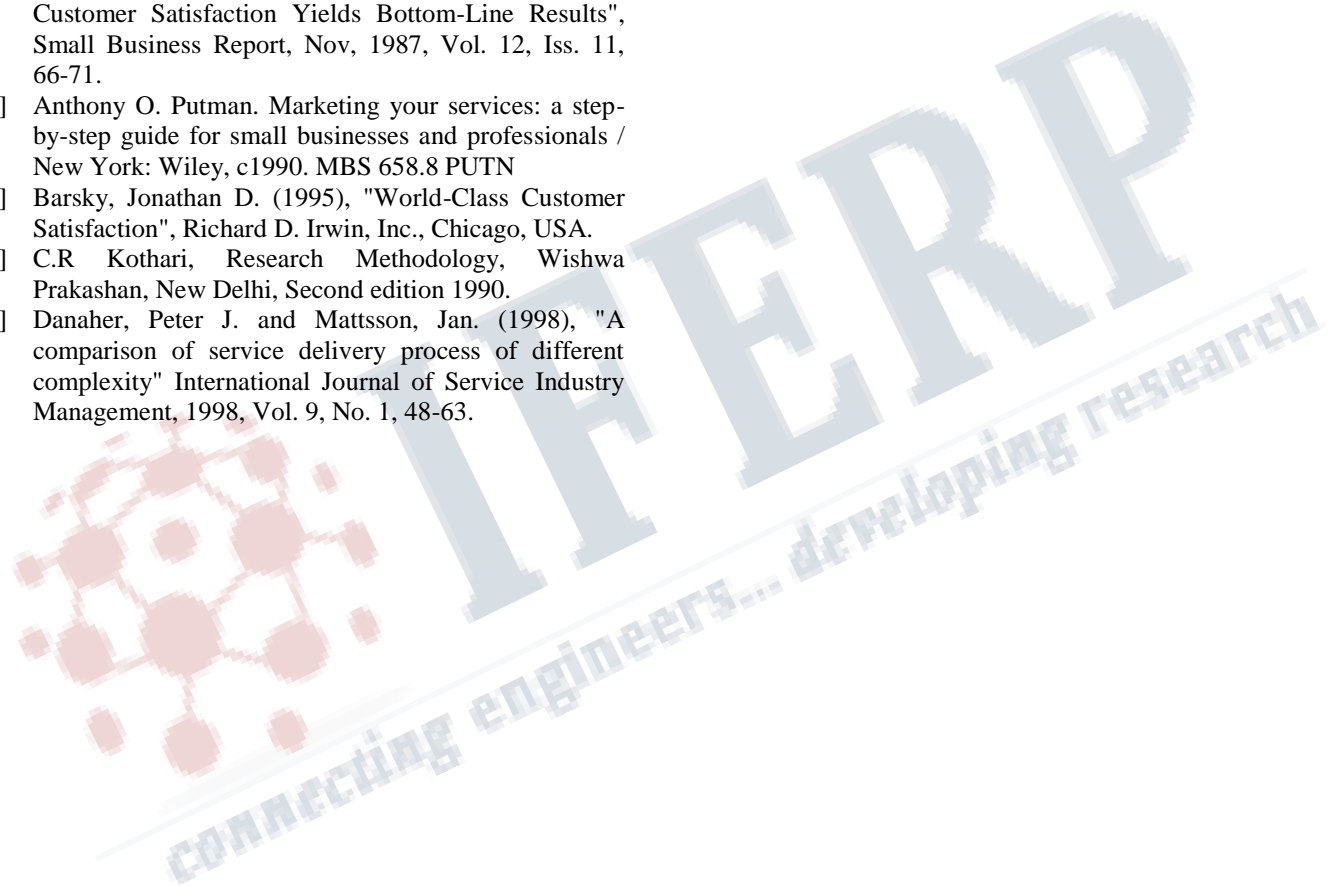 Customer Satisfaction Yields Bottom-Line Results",
Small Business Report, Nov, 1987, Vol. 12, Iss. 11,
66-71.
] Anthony O. Putman. Marketing your services: a step-
by-step guide for small businesses and professionals /
New York: Wiley, c1990. MBS 658.8 PUTN
] Barsky, Jonathan D. (1995), "World-Class Customer
Satisfaction", Richard D. Irwin, Inc., Chicago, USA.
] C.R Kothari, Research Methodology, Wishwa
Prakashan, New Delhi, Second edition 1990.
] Danaher, Peter J. and Mattsson, Jan. (1998), "A
comparison of service delivery process of different
complexity" International Journal of Service Industry
Management, 1998, Vol. 9, No. 1, 48-63.
IFERP
connecting engineers... developing research